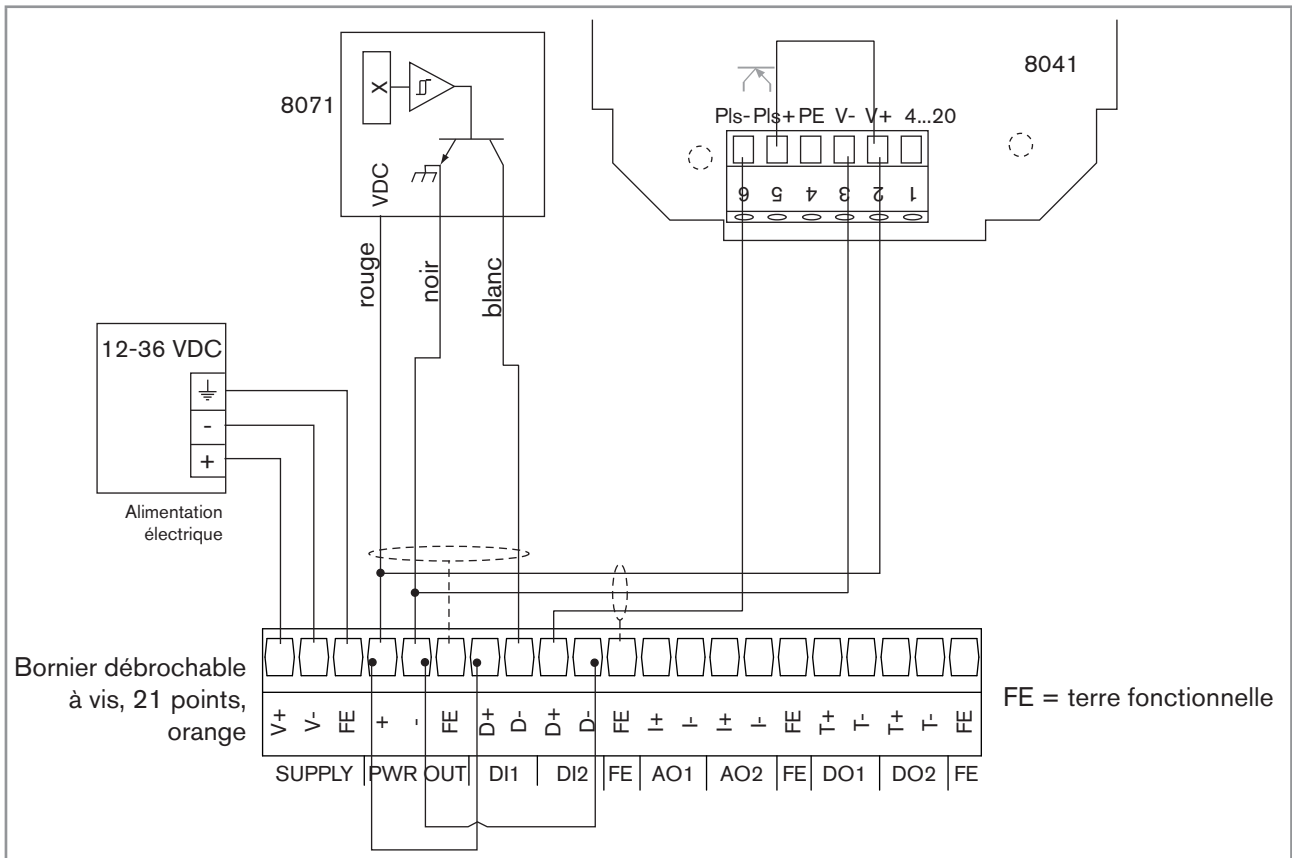 8071
X
VDC
rouge
noir
blanc
8041
Pls- Pls+ PE V- V+ 4...20
6 5 4 3 2 1
12-36 VDC
-
+
Alimentation
électrique
Bornier débrochable
à vis, 21 points,
orange
V+ V- FE + - FE D+ D- D+ D- FE I+ I- I+ I- FE T+ T- T+ T- FE
SUPPLY PWR OUT DI1 DI2 FE AO1 AO2 FE DO1 DO2 FE
FE = terre fonctionnelle